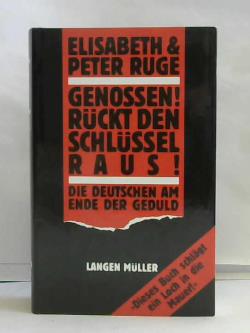 ELISABETH &
PETER RUGE
GENOSSEN!
RÜCKT DEN
SCHLÜSSEL
RAUS!
DIE DEUTSCHEN AM
ENDE DER GEDULD
LANGEN MÜLLER
»Dieses Buch schlägt
ein Loch in die
Mauer!«